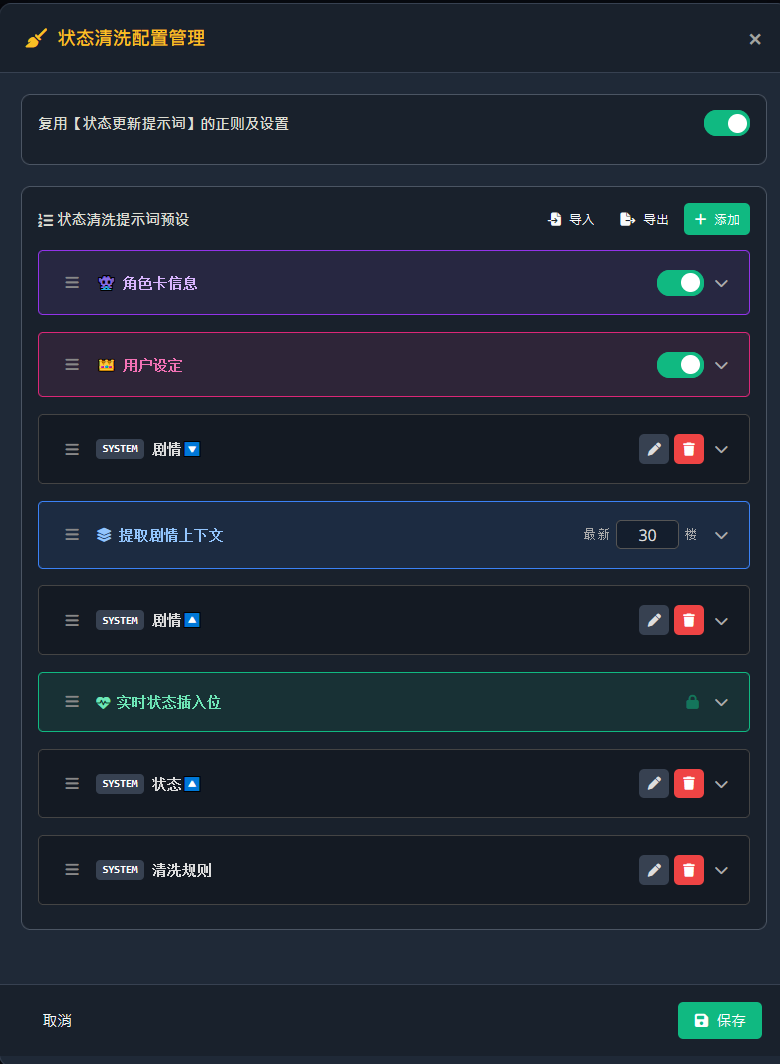 状态清洗配置管理
复用【状态更新提示词】的正则及设置
状态清洗提示词预设 导入 导出 添加
角色卡信息
用户设定
SYSTEM 剧情🔽
提取剧情上下文 最新 30 楼
SYSTEM 剧情🔼
实时状态插入位
SYSTEM 状态🔼
SYSTEM 清洗规则
取消 保存